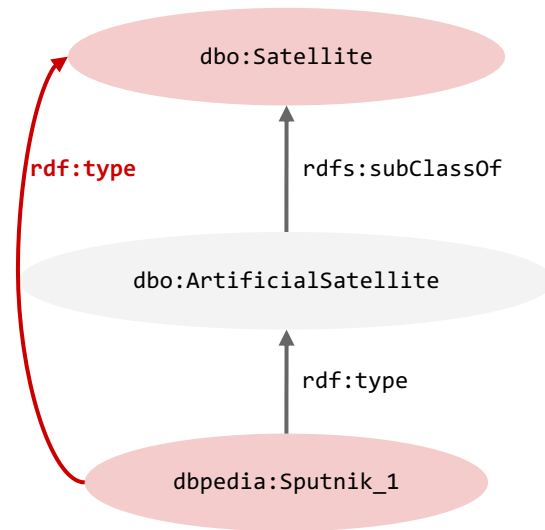 dbo:Satellite
rdf:type
rdfs:subClassOf
dbo:ArtificialSatellite
rdf:type
dbpedia:Sputnik_1